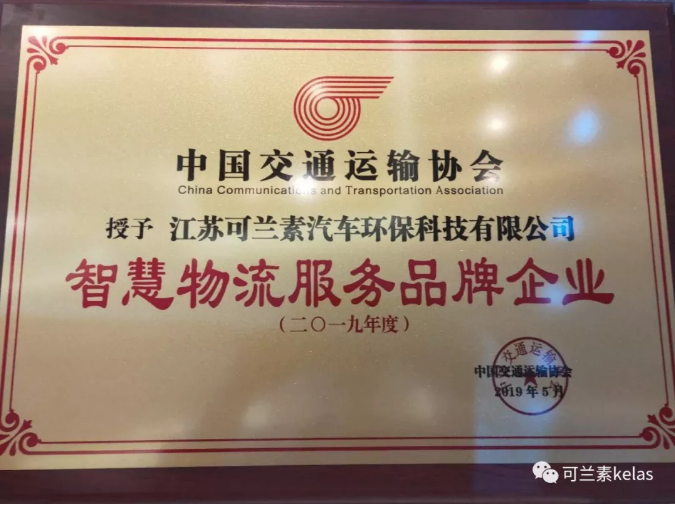 中国交通运输协会
China Communications and Transportation Association
授予 江苏可兰素汽车环保科技有限公司
智慧物流服务品牌企业
(二〇一九年度)
中国交通运输协会
2019年5月
可兰素kelas